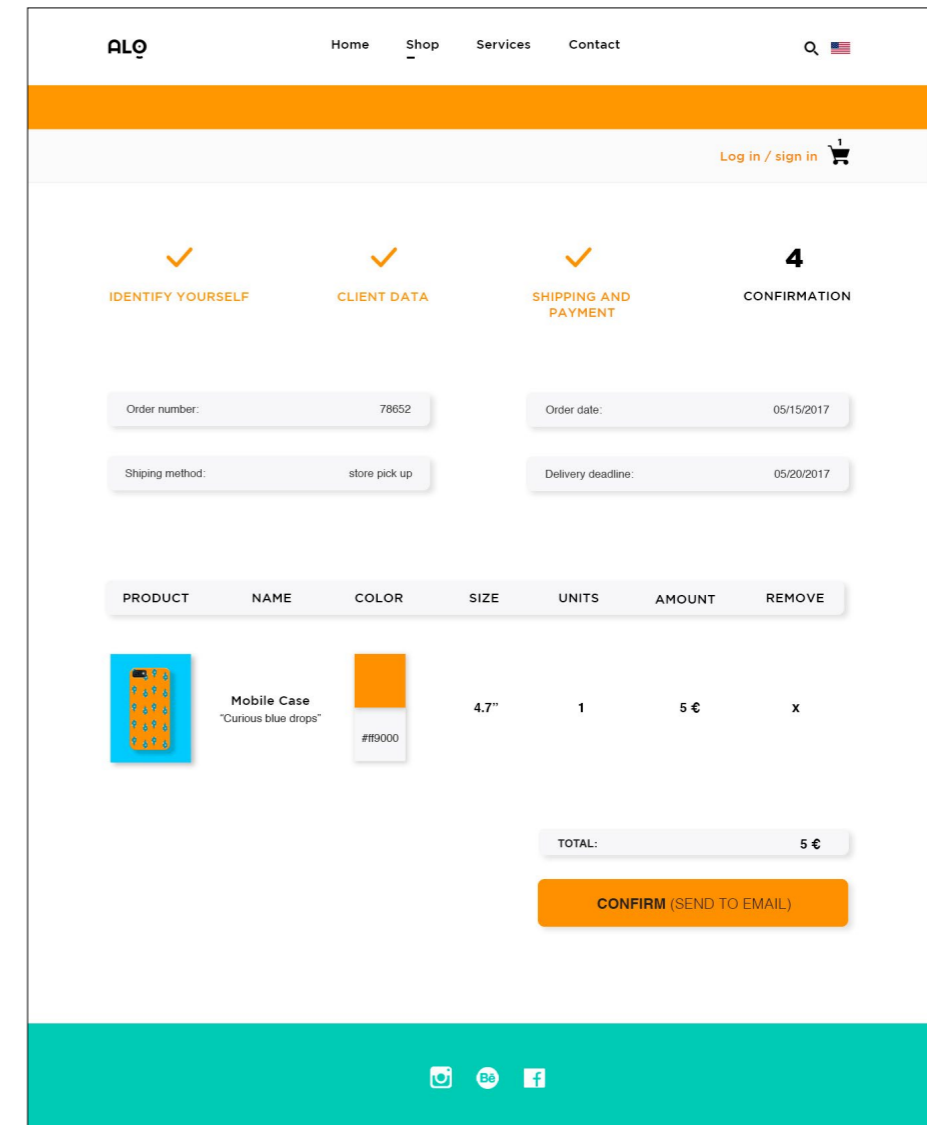 ALO
Home Shop Services Contact
Log in / sign in 1
4
IDENTIFY YOURSELF CLIENT DATA SHIPPING AND PAYMENT CONFIRMATION
Order number: 78652 Order date: 05/15/2017
Shiping method: store pick up Delivery deadline: 05/20/2017
PRODUCT NAME COLOR SIZE UNITS AMOUNT REMOVE
Mobile Case
“Curious blue drops”
#ff9000
4.7” 1 5 € x
TOTAL: 5 €
CONFIRM (SEND TO EMAIL)
Bē
f